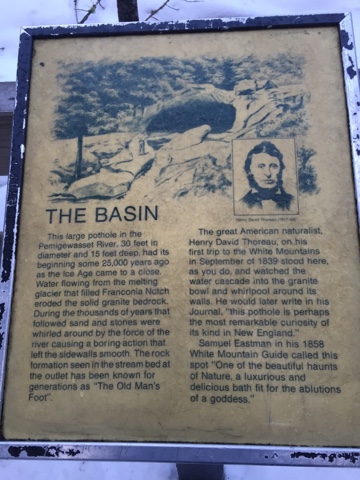 THE BASIN
This large pothole in the
Pemigewasset River, 30 feet in
diameter and 15 feet deep, had its
beginning some 25,000 years ago
as the Ice Age came to a close.
Water flowing from the melting
glacier that filled Franconia Notch
eroded the solid granite bedrock.
During the thousands of years that
followed sand and stones were
whirled around by the force of the
river causing a boring action that
left the sidewalls smooth. The rock
formation seen in the stream bed at
the outlet has been known for
generations as "The Old Man's
Foot".
Henry David Thoreau
The great American naturalist,
Henry David Thoreau, on his
first trip to the White Mountains
in September of 1839 stood here,
as you do, and watched the
water cascade into the granite
bowl and whirlpool around its
walls. He would later write in his
Journal, "this pothole is perhaps
the most remarkable curiosity of
its kind in New England."
Samuel Eastman in his 1858
White Mountain Guide called this
spot "One of the beautiful haunts
of Nature, a luxurious and
delicious bath fit for the ablutions
of a goddess."